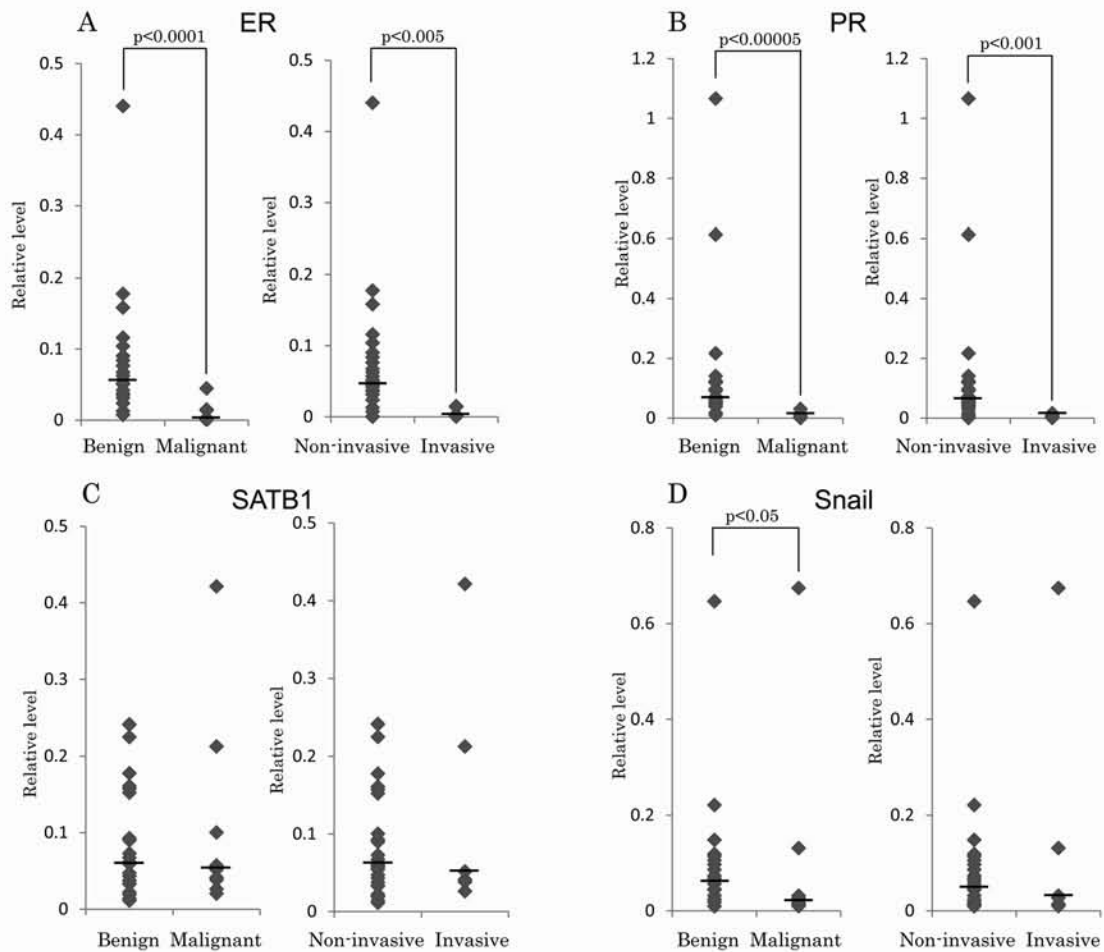 A ER
p<0.0001
Relative level
0.5
0.4
0.3
0.2
0.1
0
Benign Malignant
p<0.005
Relative level
0.5
0.4
0.3
0.2
0.1
0
Non-invasive Invasive
B PR
p<0.00005
Relative level
1.2
1
0.8
0.6
0.4
0.2
0
Benign Malignant
p<0.001
Relative level
1.2
1
0.8
0.6
0.4
0.2
0
Non-invasive Invasive
C SATB1
Relative level
0.5
0.4
0.3
0.2
0.1
0
Benign Malignant
Relative level
0.5
0.4
0.3
0.2
0.1
0
Non-invasive Invasive
D Snail
p<0.05
Relative level
0.8
0.6
0.4
0.2
0
Benign Malignant
Relative level
0.8
0.6
0.4
0.2
0
Non-invasive Invasive